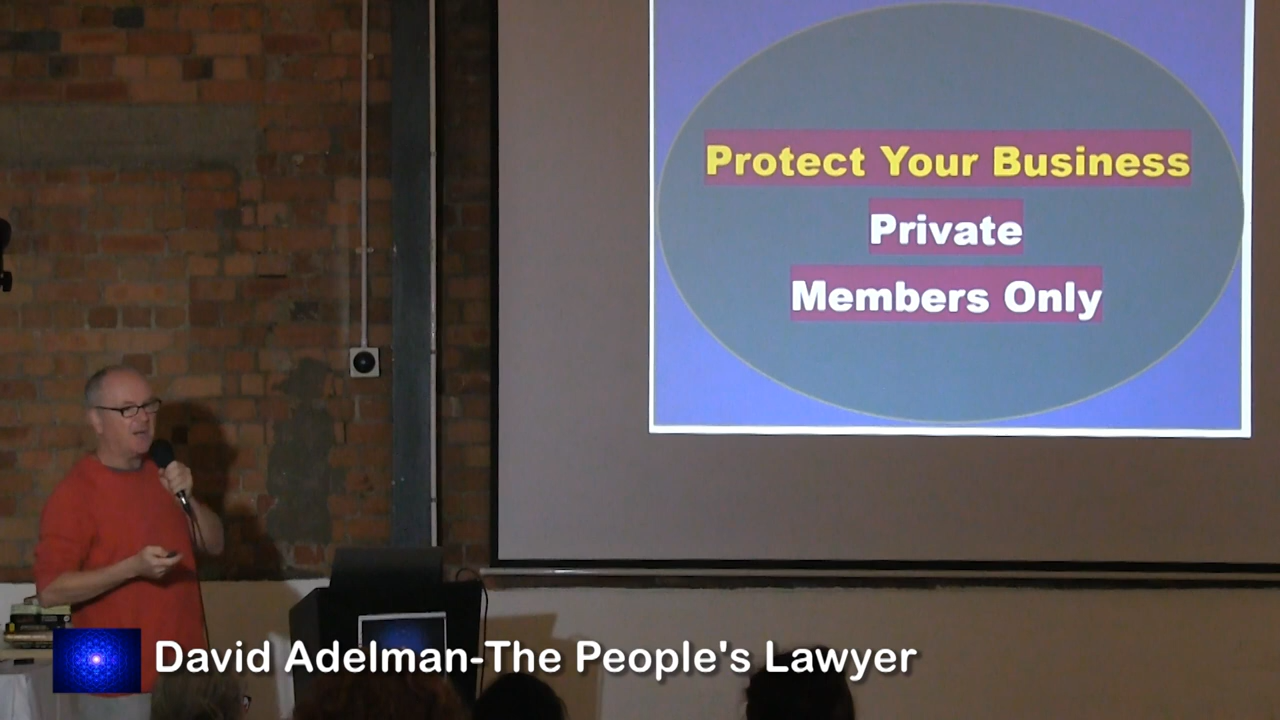 Protect Your Business
Private
Members Only
David Adelman-The People's Lawyer